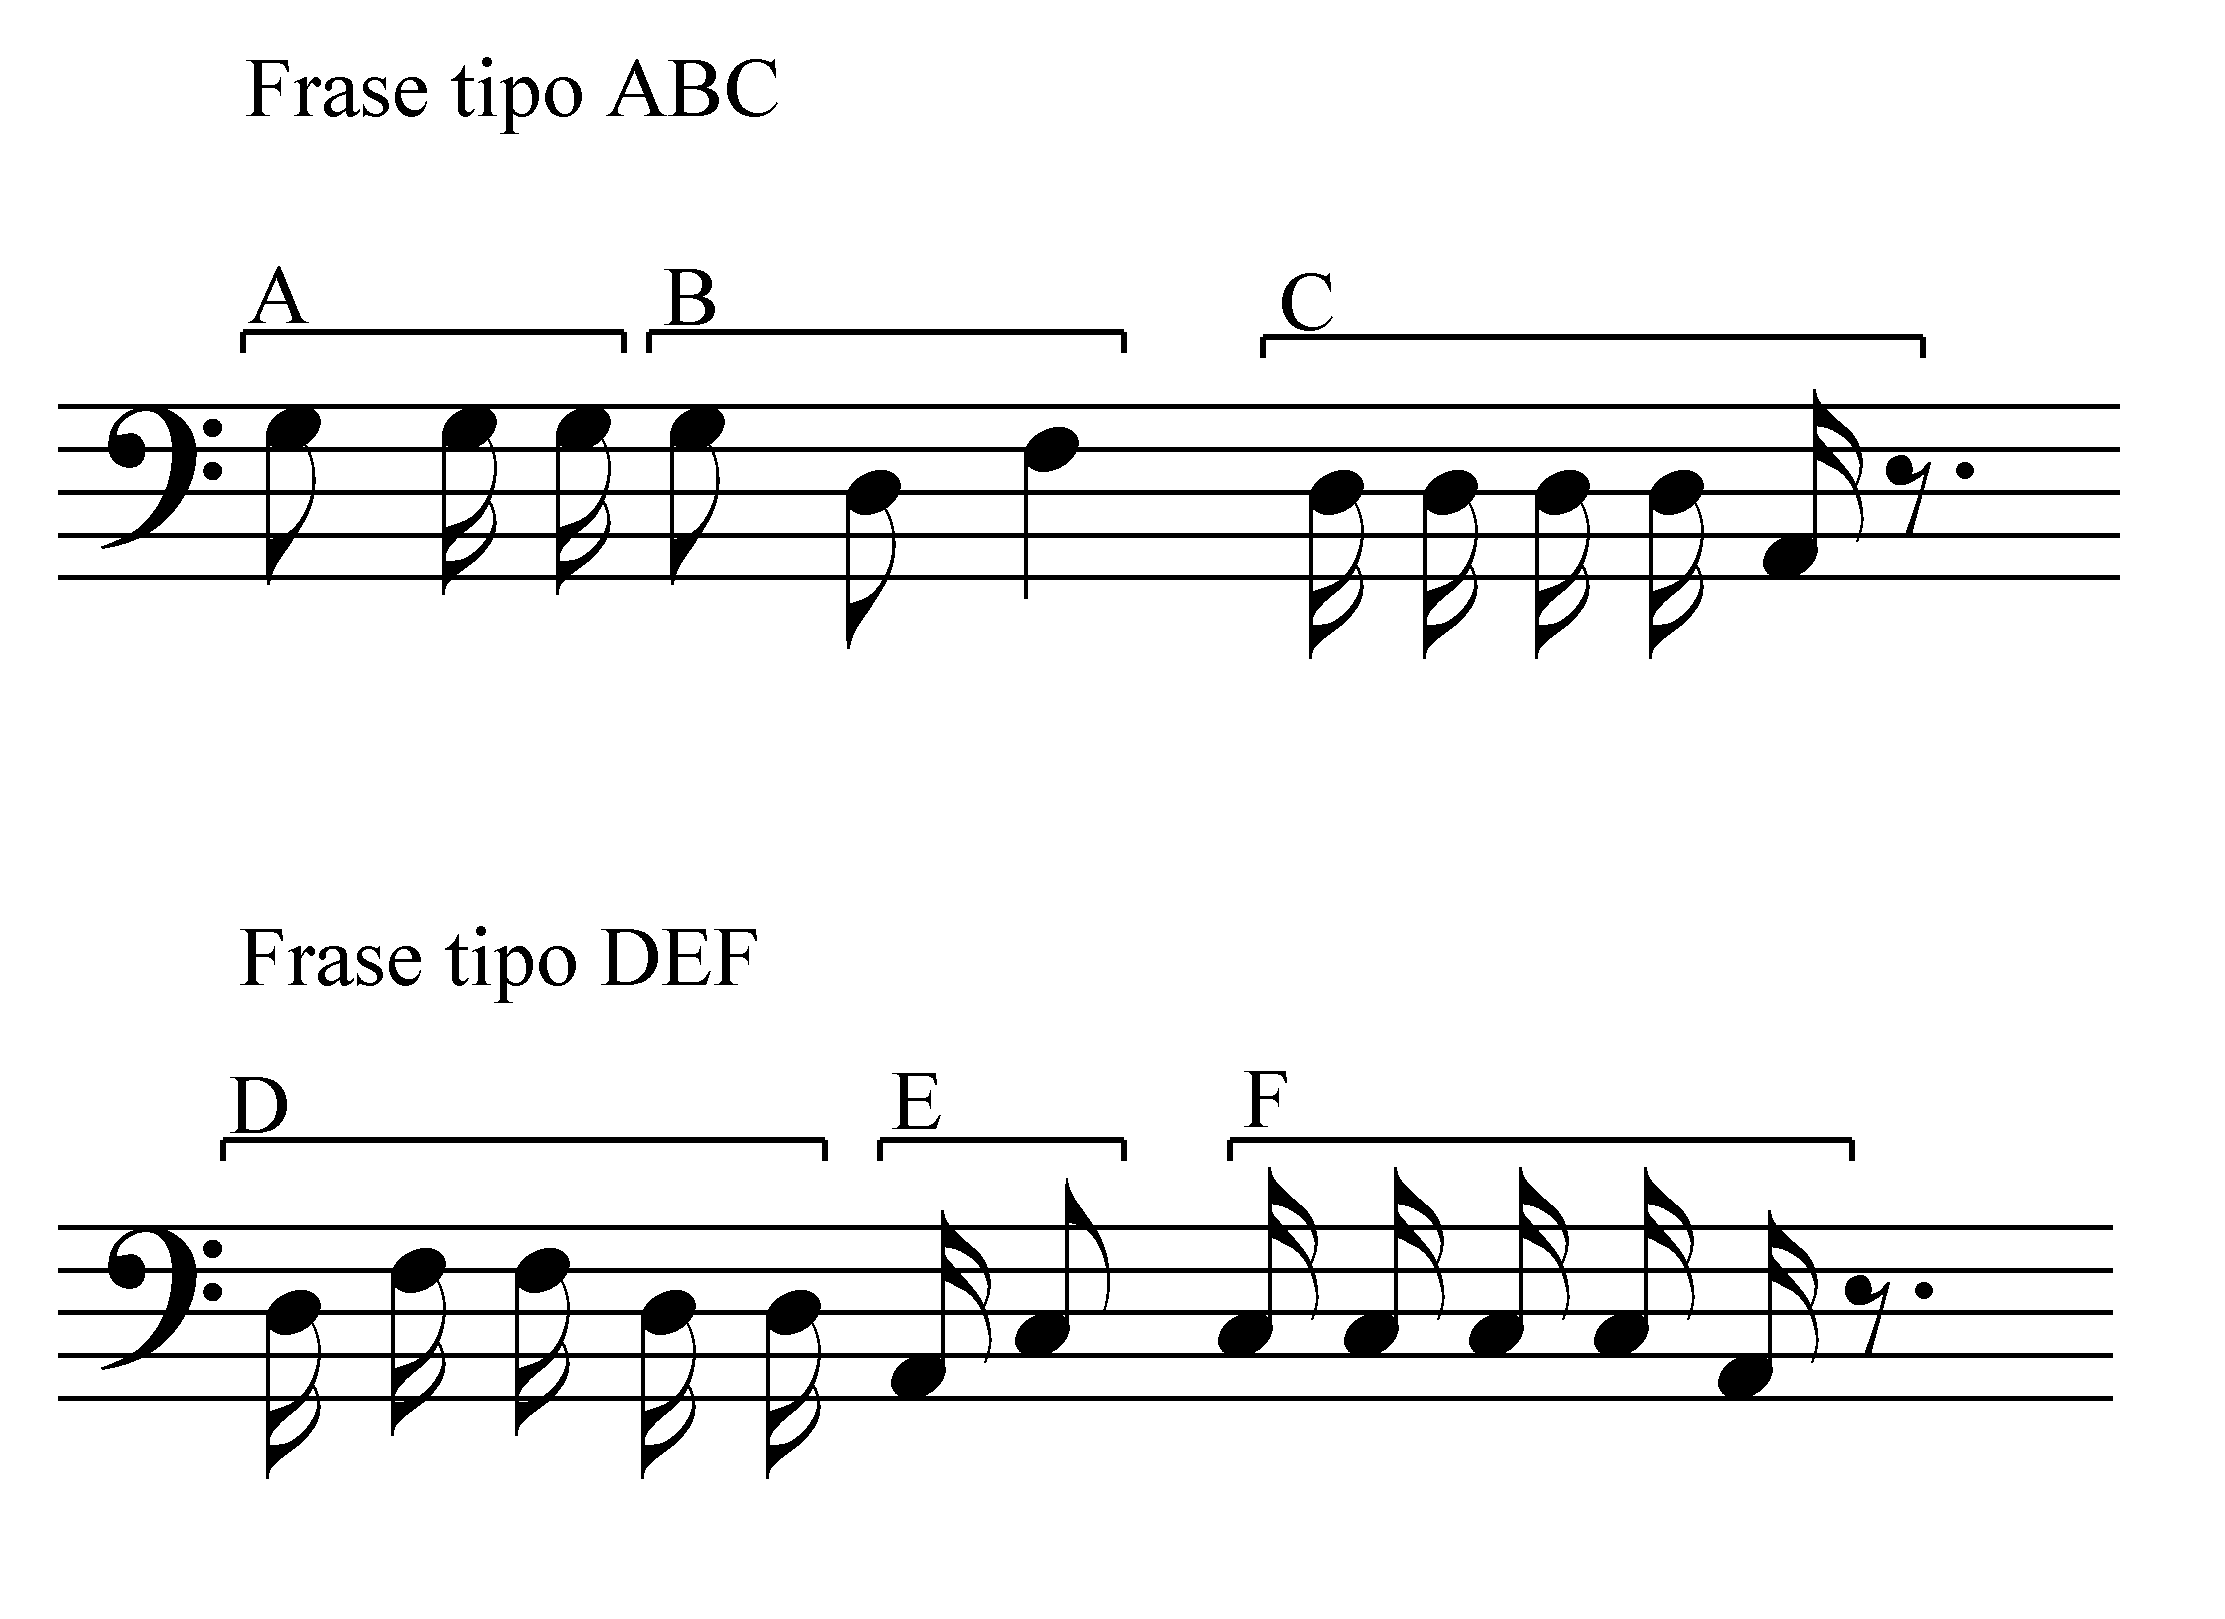 Frase tipo ABC
A B C
Frase tipo DEF
D E F